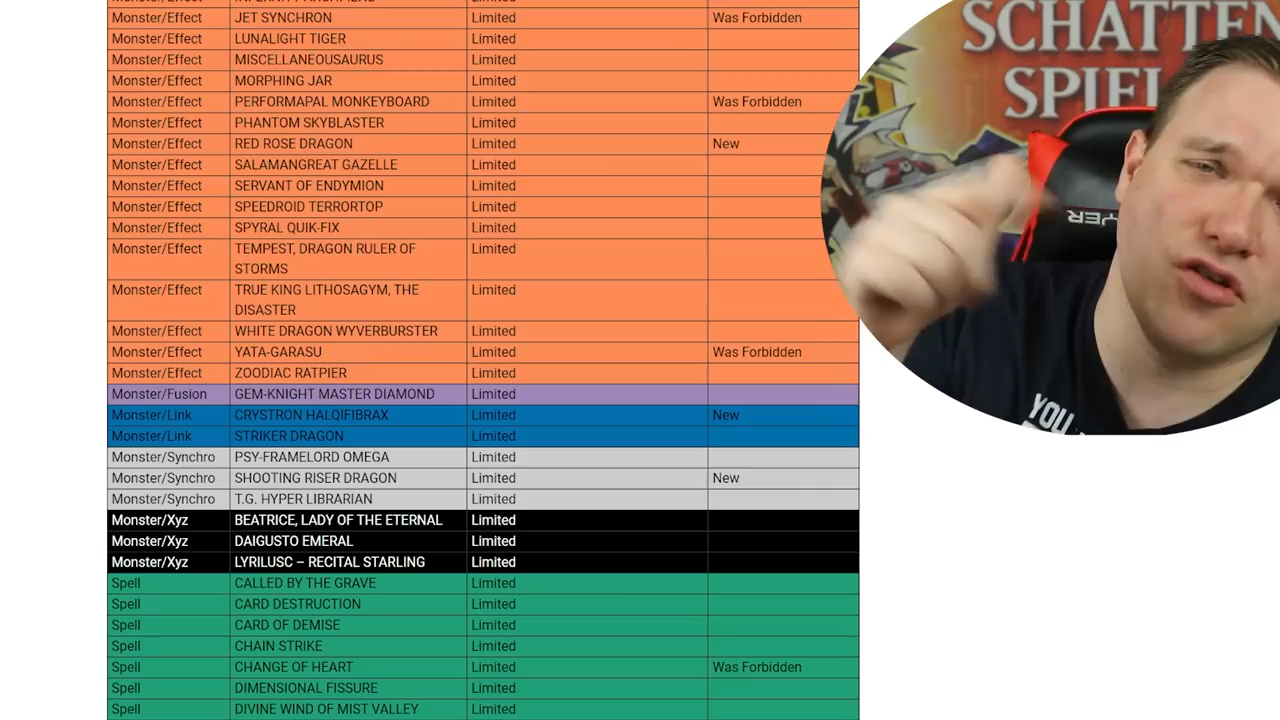 Monster/Effect JET SYNCHRON Limited Was Forbidden
Monster/Effect LUNALIGHT TIGER Limited
Monster/Effect MISCELLANEOUSAURUS Limited
Monster/Effect MORPHING JAR Limited
Monster/Effect PERFORMAPAL MONKEYBOARD Limited Was Forbidden
Monster/Effect PHANTOM SKYBLASTER Limited
Monster/Effect RED ROSE DRAGON Limited New
Monster/Effect SALAMANGREAT GAZELLE Limited
Monster/Effect SERVANT OF ENDYMION Limited
Monster/Effect SPEEDROID TERRORTOP Limited
Monster/Effect SPYRAL QUIK-FIX Limited
Monster/Effect TEMPEST, DRAGON RULER OF Limited
STORMS
Monster/Effect TRUE KING LITHOSAGYM, THE Limited
DISASTER
Monster/Effect WHITE DRAGON WYVERBURSTER Limited
Monster/Effect YATA-GARASU Limited Was Forbidden
Monster/Effect ZOODIAC RATPIER Limited
Monster/Fusion GEM-KNIGHT MASTER DIAMOND Limited
Monster/Link CRYSTRON HALQIFIBRAX Limited New
Monster/Link STRIKER DRAGON Limited
Monster/Synchro PSY-FRAMELORD OMEGA Limited
Monster/Synchro SHOOTING RISER DRAGON Limited New
Monster/Synchro T.G. HYPER LIBRARIAN Limited
Monster/Xyz BEATRICE, LADY OF THE ETERNAL Limited
Monster/Xyz DAIGUSTO EMERAL Limited
Monster/Xyz LYRILUSC – RECITAL STARLING Limited
Spell CALLED BY THE GRAVE Limited
Spell CARD DESTRUCTION Limited
Spell CARD OF DEMISE Limited
Spell CHAIN STRIKE Limited
Spell CHANGE OF HEART Limited Was Forbidden
Spell DIMENSIONAL FISSURE Limited
Spell DIVINE WIND OF MIST VALLEY Limited
SCHATTEN
SPIEL
YOU